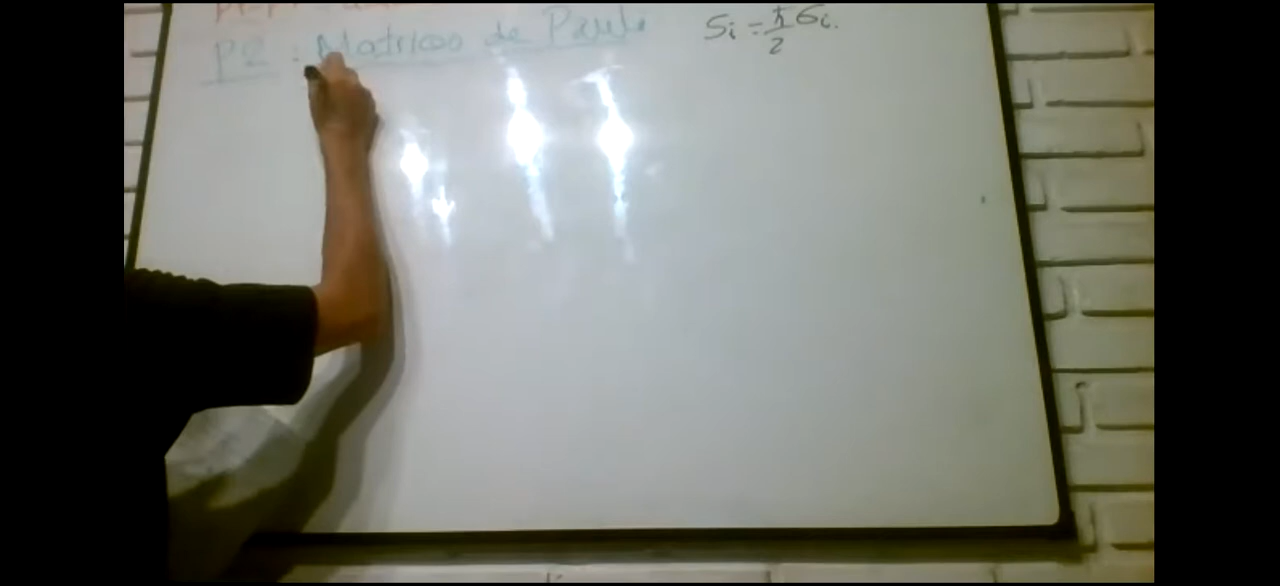 P2 : Matrices de Pauli
Si = ħ/2 σi.